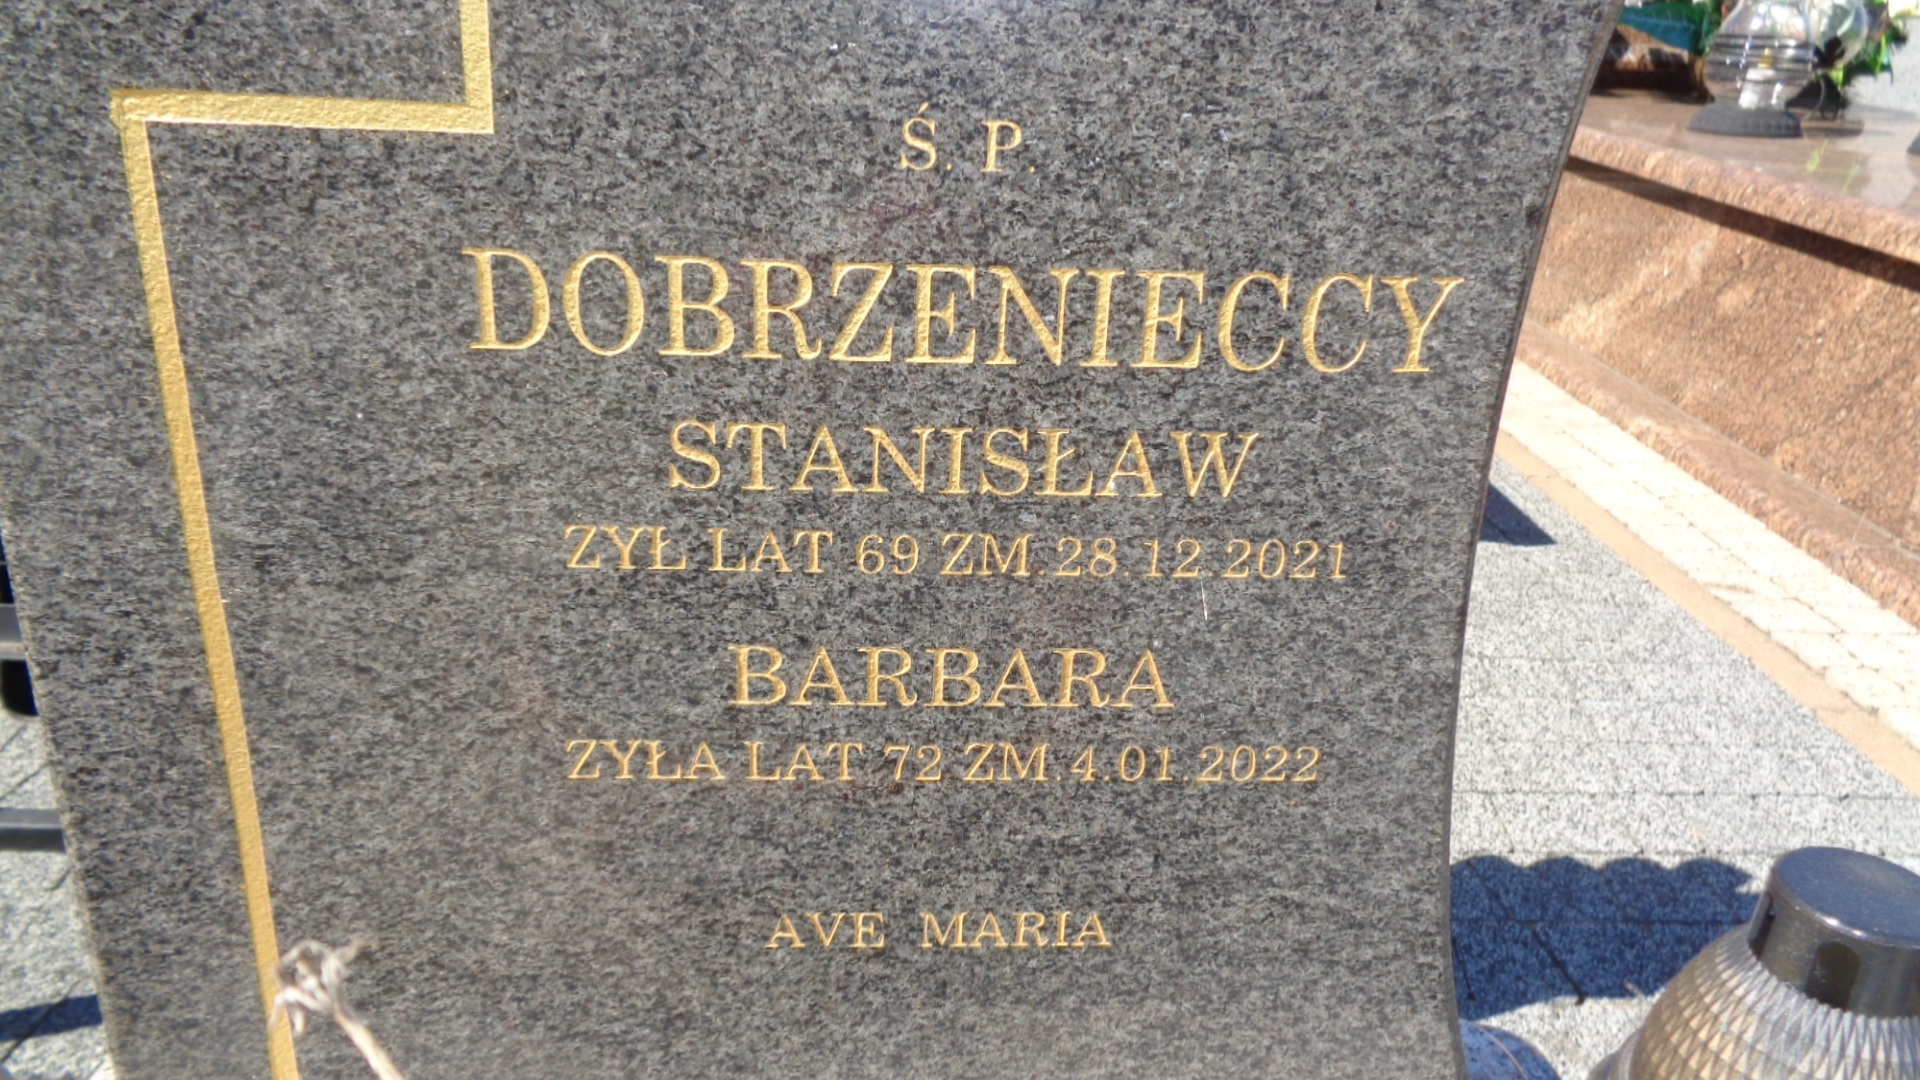 Ś. P.
DOBRZENIECCY
STANISŁAW
ZYŁ LAT 69 ZM.28.12.2021
BARBARA
ZYŁA LAT 72 ZM.4.01.2022
AVE MARIA